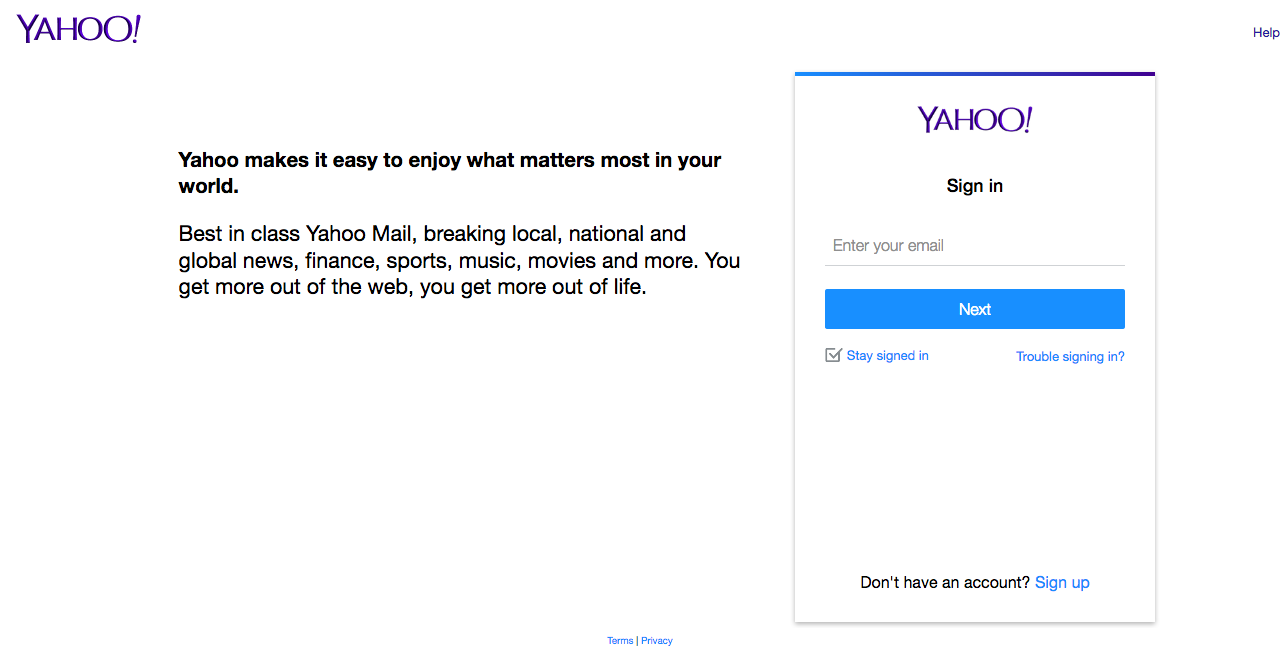 YAHOO!
Help
Yahoo makes it easy to enjoy what matters most in your
world.
Best in class Yahoo Mail, breaking local, national and
global news, finance, sports, music, movies and more. You
get more out of the web, you get more out of life.
YAHOO!
Sign in
Enter your email
Next
Stay signed in
Trouble signing in?
Don't have an account? Sign up
Terms | Privacy